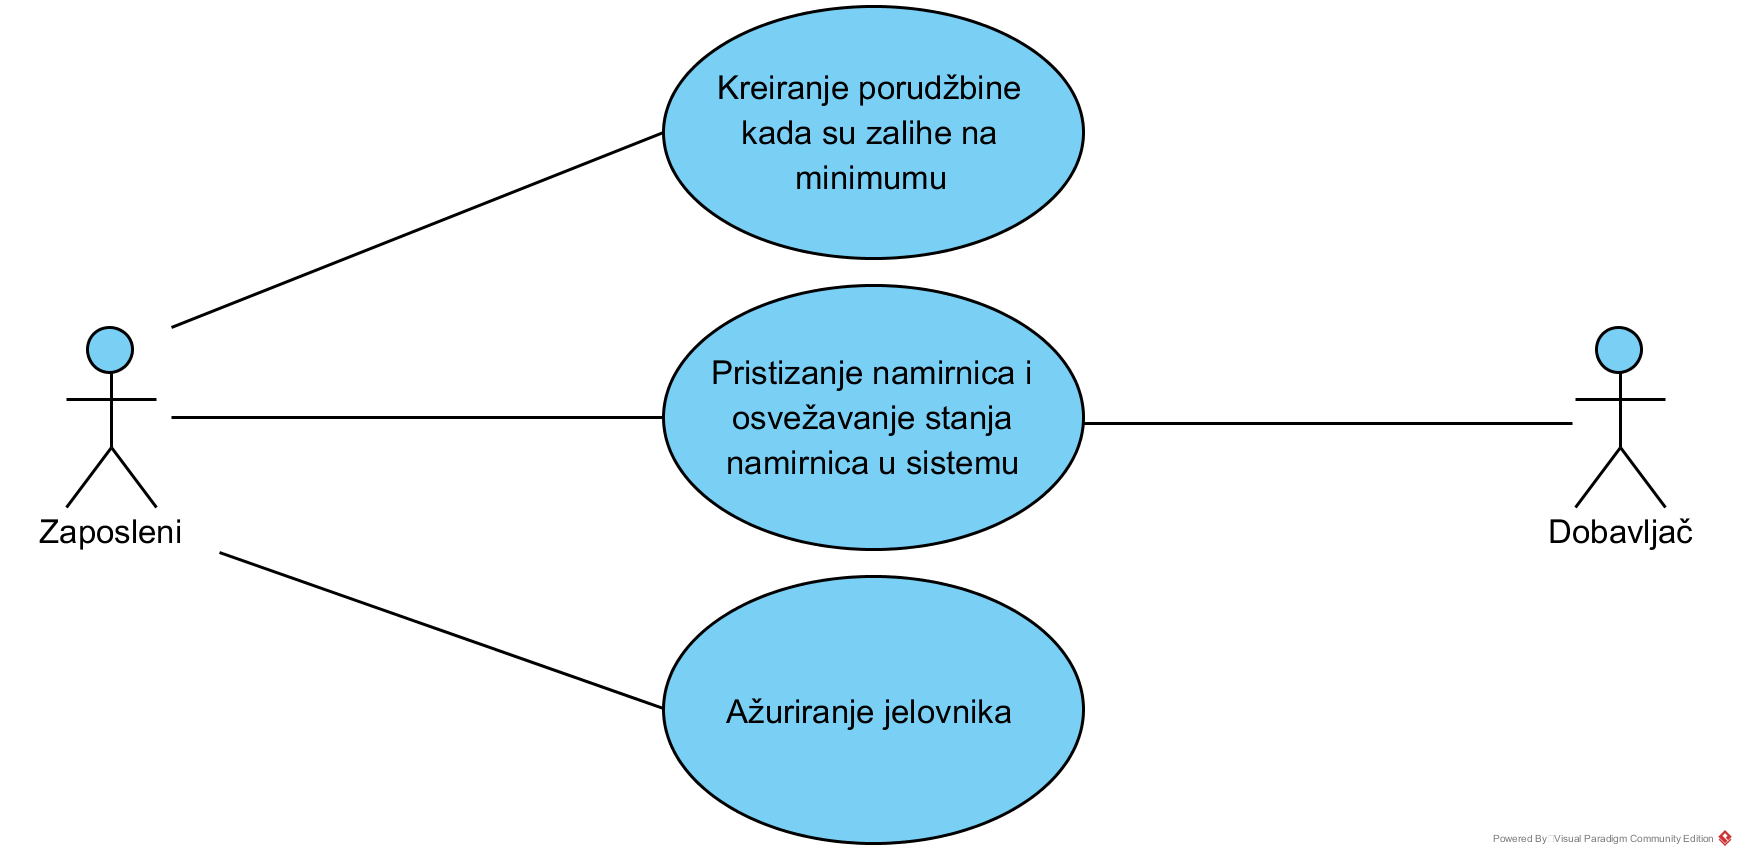 Kreiranje porudžbine
kada su zalihe na
minimumu
Pristizanje namirnica i
osvežavanje stanja
namirnica u sistemu
Zaposleni
Dobavljač
Ažuriranje jelovnika
Powered By Visual Paradigm Community Edition